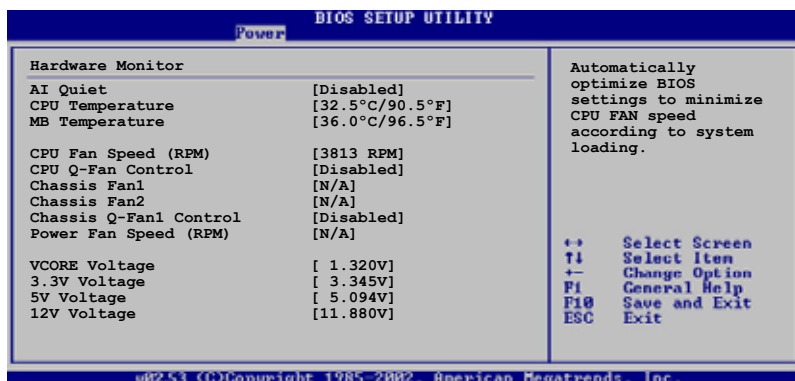 BIOS SETUP UTILITY
Power
Hardware Monitor
AI Quiet [Disabled]
CPU Temperature [32.5°C/90.5°F]
MB Temperature [36.0°C/96.5°F]
CPU Fan Speed (RPM) [3813 RPM]
CPU Q-Fan Control [Disabled]
Chassis Fan1 [N/A]
Chassis Fan2 [N/A]
Chassis Q-Fan1 Control [Disabled]
Power Fan Speed (RPM) [N/A]
VCORE Voltage [ 1.320V]
3.3V Voltage [ 3.345V]
5V Voltage [ 5.094V]
12V Voltage [11.880V]
Automatically
optimize BIOS
settings to minimize
CPU FAN speed
according to system
loading.
↔ Select Screen
↑↓ Select Item
+- Change Option
F1 General Help
F10 Save and Exit
ESC Exit
v02.53 (C)Copyright 1985-2002, American Megatrends, Inc.